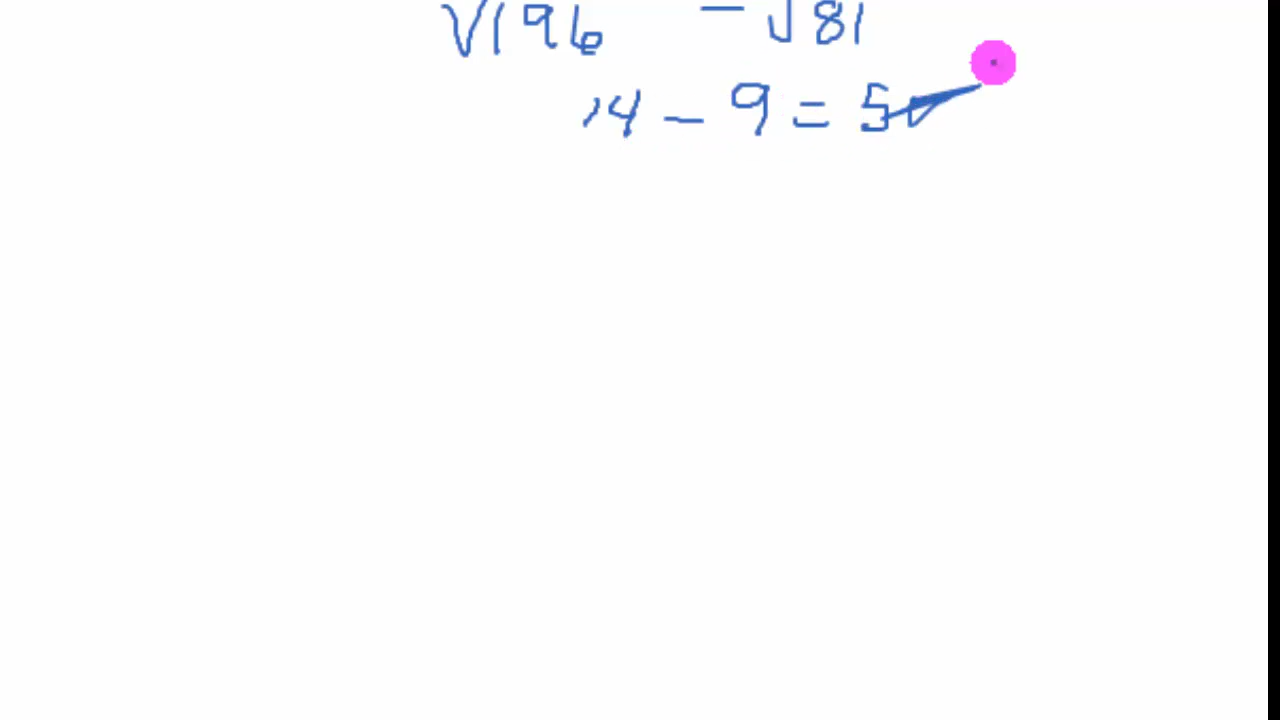 √196 - √81
14 - 9 = 5